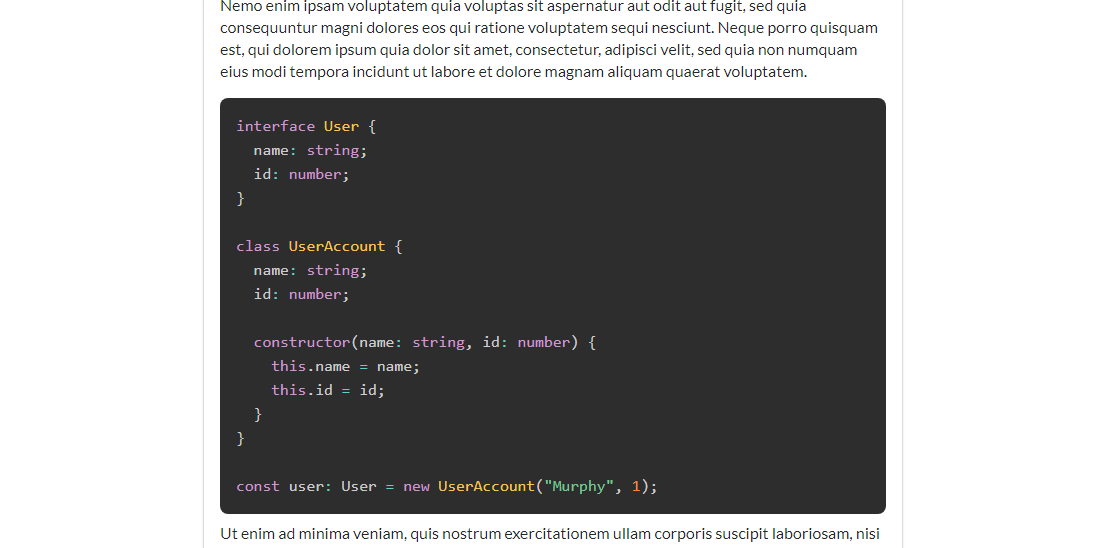 Nemo enim ipsam voluptatem quia voluptas sit aspernatur aut odit aut fugit, sed quia
consequuntur magni dolores eos qui ratione voluptatem sequi nesciunt. Neque porro quisquam
est, qui dolorem ipsum quia dolor sit amet, consectetur, adipisci velit, sed quia non numquam
eius modi tempora incidunt ut labore et dolore magnam aliquam quaerat voluptatem.
interface User {
  name: string;
  id: number;
}

class UserAccount {
  name: string;
  id: number;

  constructor(name: string, id: number) {
    this.name = name;
    this.id = id;
  }
}

const user: User = new UserAccount("Murphy", 1);
Ut enim ad minima veniam, quis nostrum exercitationem ullam corporis suscipit laboriosam, nisi